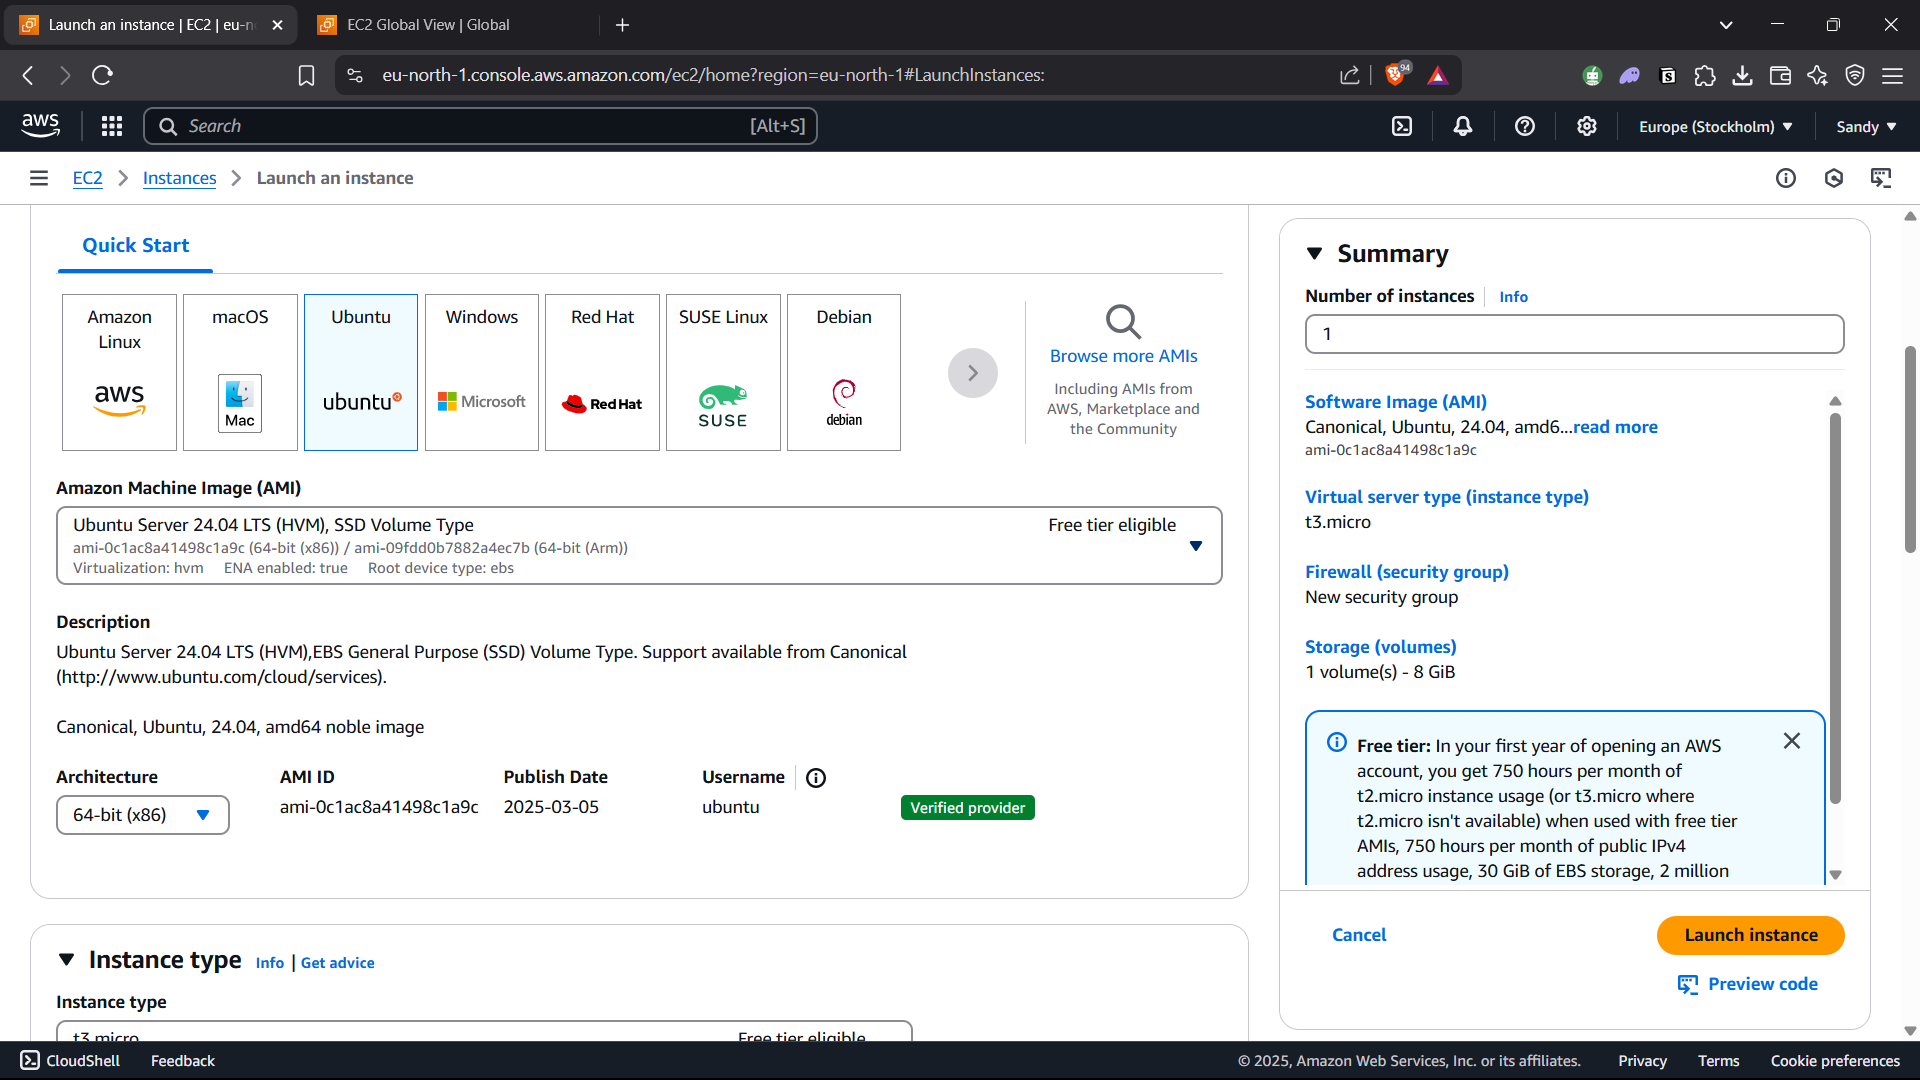 Launch an instance | EC2 | eu-n
EC2 Global View | Global
eu-north-1.console.aws.amazon.com/ec2/home?region=eu-north-1#LaunchInstances:
94
aws
Search
[Alt+S]
Europe (Stockholm)
Sandy
EC2
Instances
Launch an instance
Quick Start
Amazon Linux
aws
macOS
Mac
Ubuntu
ubuntu
Windows
Microsoft
Red Hat
Red Hat
SUSE Linux
SUSE
Debian
debian
Browse more AMIs
Including AMIs from
AWS, Marketplace and
the Community
Amazon Machine Image (AMI)
Ubuntu Server 24.04 LTS (HVM), SSD Volume Type
Free tier eligible
ami-0c1ac8a41498c1a9c (64-bit (x86)) / ami-09fdd0b7882a4ec7b (64-bit (Arm))
Virtualization: hvm ENA enabled: true Root device type: ebs
Description
Ubuntu Server 24.04 LTS (HVM),EBS General Purpose (SSD) Volume Type. Support available from Canonical
(http://www.ubuntu.com/cloud/services).
Canonical, Ubuntu, 24.04, amd64 noble image
Architecture
64-bit (x86)
AMI ID
ami-0c1ac8a41498c1a9c
Publish Date
2025-03-05
Username
ubuntu
Verified provider
Instance type Info | Get advice
Instance type
t3.micro
Free tier eligible
Summary
Number of instances Info
1
Software Image (AMI)
Canonical, Ubuntu, 24.04, amd6...read more
ami-0c1ac8a41498c1a9c
Virtual server type (instance type)
t3.micro
Firewall (security group)
New security group
Storage (volumes)
1 volume(s) - 8 GiB
Free tier: In your first year of opening an AWS
account, you get 750 hours per month of
t2.micro instance usage (or t3.micro where
t2.micro isn't available) when used with free tier
AMIs, 750 hours per month of public IPv4
address usage, 30 GiB of EBS storage, 2 million
Cancel
Launch instance
Preview code
CloudShell
Feedback
© 2025, Amazon Web Services, Inc. or its affiliates.
Privacy
Terms
Cookie preferences